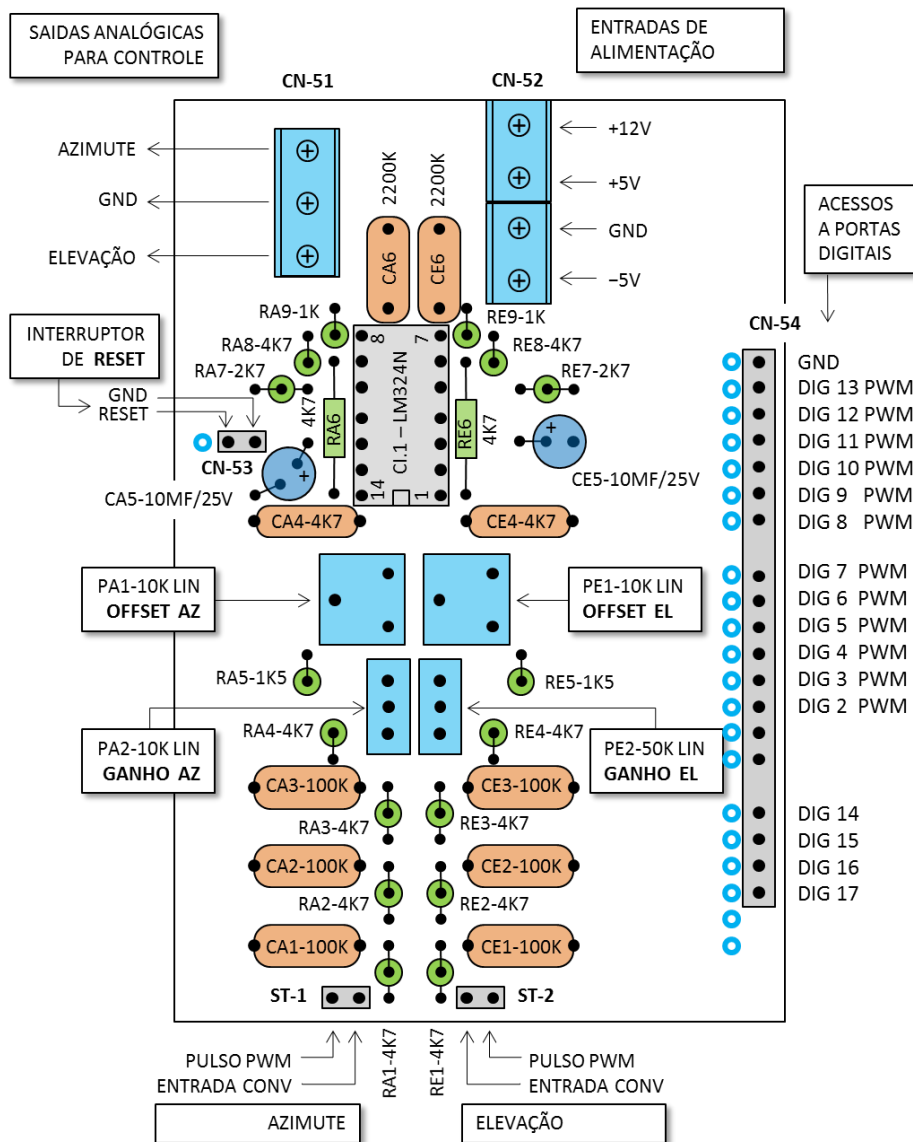 SAIDAS ANALÓGICAS
PARA CONTROLE
ENTRADAS DE
ALIMENTAÇÃO
CN-51
CN-52
AZIMUTE
GND
ELEVAÇÃO
2200K
2200K
CA6
CE6
+12V
+5V
GND
–5V
ACESSOS
A PORTAS
DIGITAIS
CN-54
INTERRUPTOR
DE RESET
GND
RESET
CN-53
RA9-1K
RA8-4K7
RA7-2K7
4K7
RA6
8
7
CI.1 – LM324N
14
1
RE9-1K
RE8-4K7
RE7-2K7
RE6
4K7
+
+
CA5-10MF/25V
CE5-10MF/25V
CA4-4K7
CE4-4K7
GND
DIG 13 PWM
DIG 12 PWM
DIG 11 PWM
DIG 10 PWM
DIG 9 PWM
DIG 8 PWM
DIG 7 PWM
DIG 6 PWM
DIG 5 PWM
DIG 4 PWM
DIG 3 PWM
DIG 2 PWM
DIG 14
DIG 15
DIG 16
DIG 17
PA1-10K LIN
OFFSET AZ
PE1-10K LIN
OFFSET EL
RA5-1K5
RE5-1K5
RA4-4K7
RE4-4K7
PA2-10K LIN
GANHO AZ
PE2-50K LIN
GANHO EL
CA3-100K
CE3-100K
RA3-4K7
RE3-4K7
CA2-100K
CE2-100K
RA2-4K7
RE2-4K7
CA1-100K
CE1-100K
ST-1
ST-2
RA1-4K7
RE1-4K7
PULSO PWM
ENTRADA CONV
PULSO PWM
ENTRADA CONV
AZIMUTE
ELEVAÇÃO